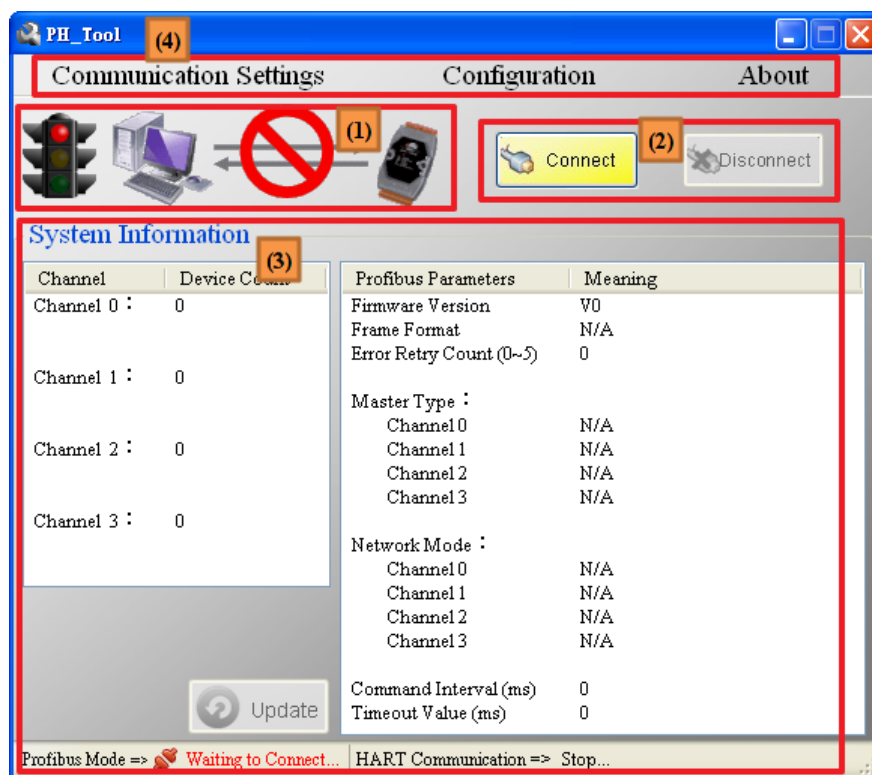 PH_Tool
(4)
Communication Settings Configuration About
(1)
(2)
Connect
Disconnect
System Information
(3)
Channel Device Count
Channel 0： 0
Channel 1： 0
Channel 2： 0
Channel 3： 0
Update
Profibus Parameters Meaning
Firmware Version V0
Frame Format N/A
Error Retry Count (0~5) 0
Master Type：
Channel 0 N/A
Channel 1 N/A
Channel 2 N/A
Channel 3 N/A
Network Mode：
Channel 0 N/A
Channel 1 N/A
Channel 2 N/A
Channel 3 N/A
Command Interval (ms) 0
Timeout Value (ms) 0
Profibus Mode => Waiting to Connect... HART Communication => Stop...